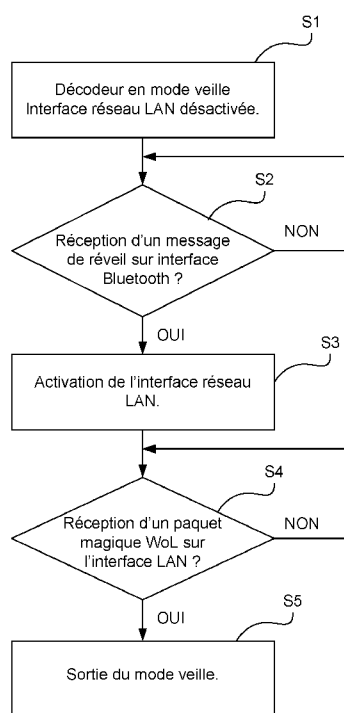 S1
Décodeur en mode veille
Interface réseau LAN désactivée.
S2
Réception d'un message
de réveil sur interface
Bluetooth ?
NON
OUI
S3
Activation de l'interface réseau
LAN.
S4
Réception d'un paquet
magique WoL sur
l'interface LAN ?
NON
OUI
S5
Sortie du mode veille.